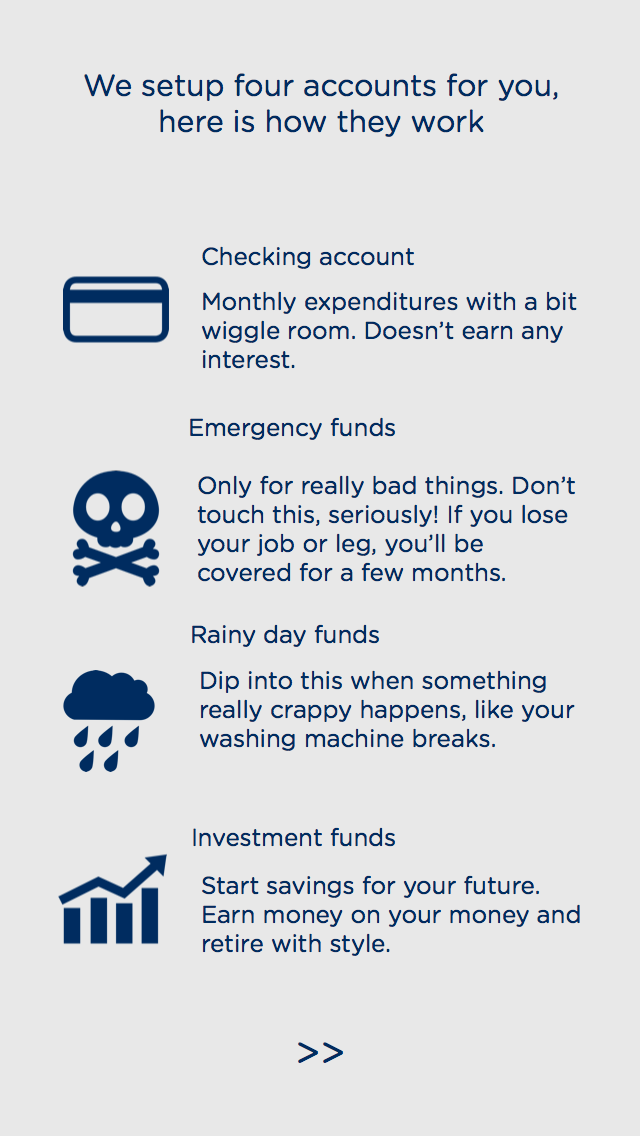 We setup four accounts for you,
here is how they work
Checking account
Monthly expenditures with a bit
wiggle room. Doesn’t earn any
interest.
Emergency funds
Only for really bad things. Don’t
touch this, seriously! If you lose
your job or leg, you’ll be
covered for a few months.
Rainy day funds
Dip into this when something
really crappy happens, like your
washing machine breaks.
Investment funds
Start savings for your future.
Earn money on your money and
retire with style.
>>